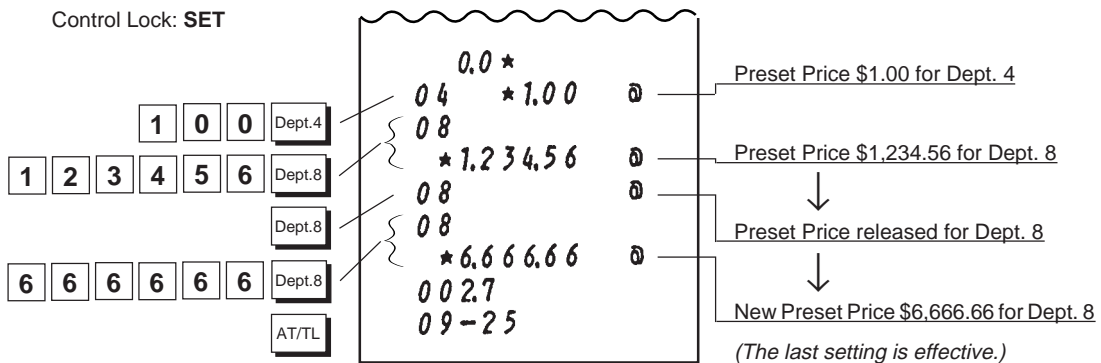 Control Lock: SET
0.0 *
04 *1.00 @
Preset Price $1.00 for Dept. 4
1 0 0 Dept.4
08
*1,234.56 @
Preset Price $1,234.56 for Dept. 8
1 2 3 4 5 6 Dept.8
08 @
Preset Price released for Dept. 8
Dept.8
08
*6,666.66 @
New Preset Price $6,666.66 for Dept. 8
6 6 6 6 6 6 Dept.8
0027
09-25
AT/TL
(The last setting is effective.)